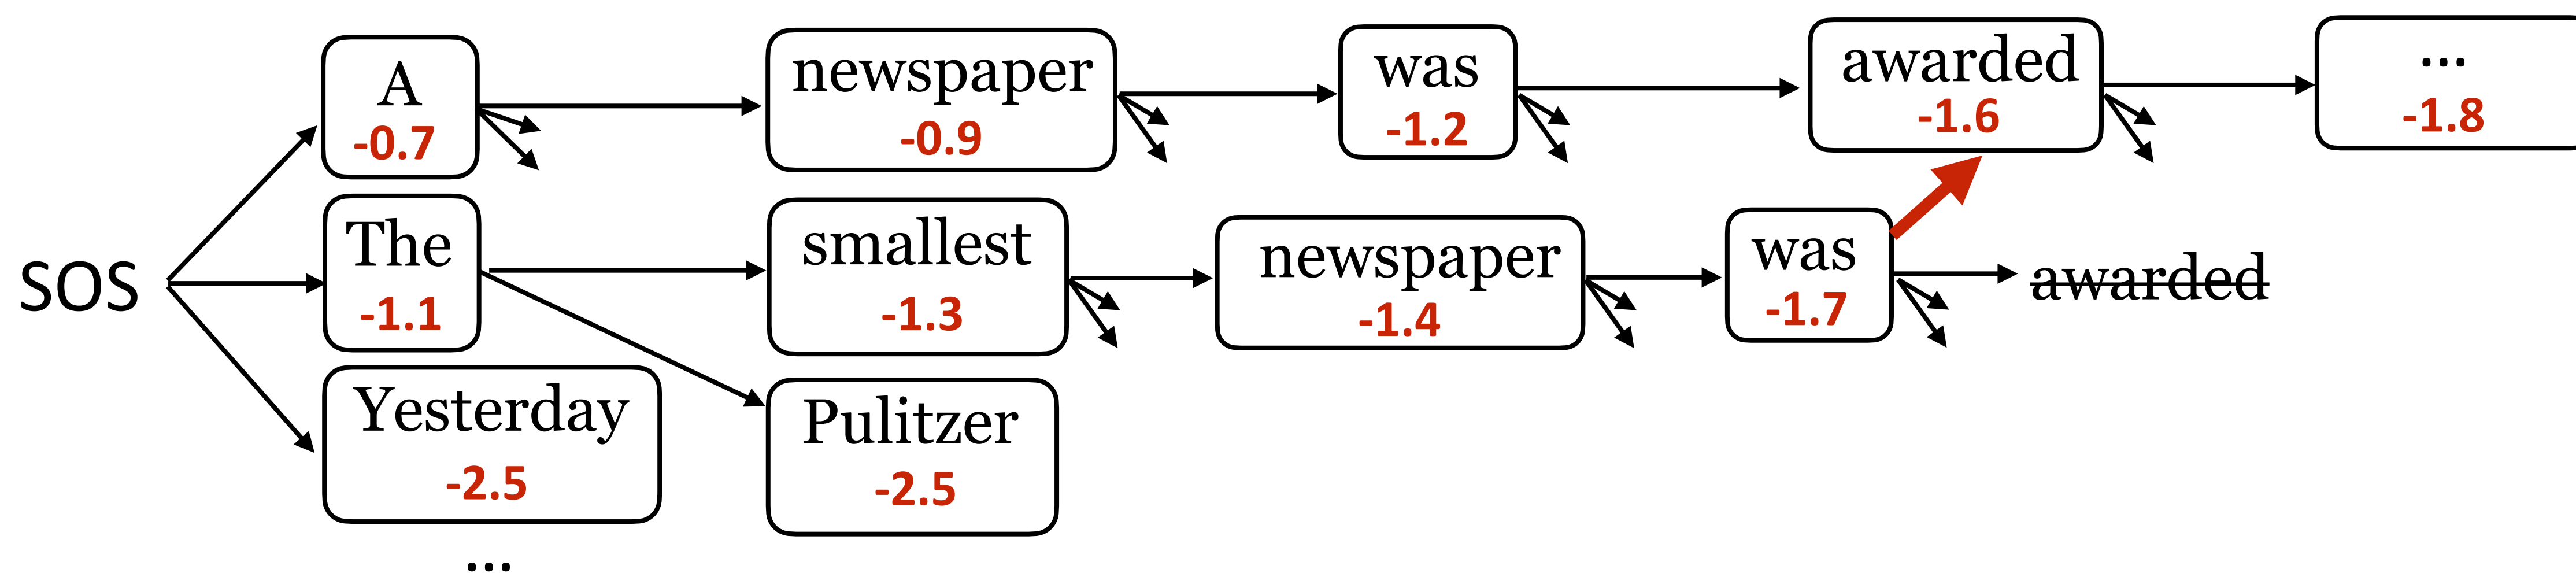 A
-0.7
newspaper
-0.9
was
-1.2
awarded
-1.6
...
-1.8
SOS
The
-1.1
smallest
-1.3
newspaper
-1.4
was
-1.7
awarded
Yesterday
-2.5
Pulitzer
-2.5
...